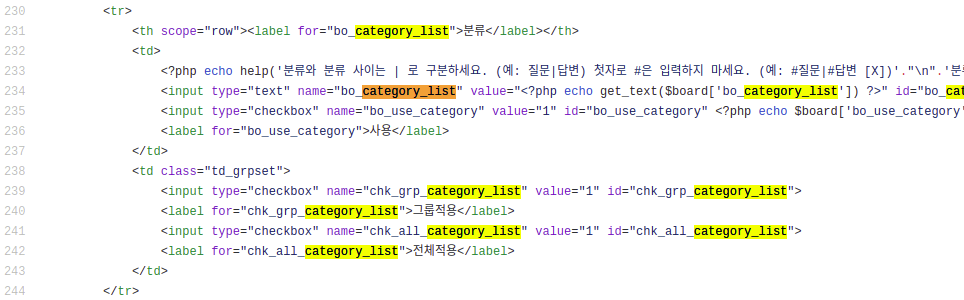 230 <tr>
231 <th scope="row"><label for="bo_category_list">분류</label></th>
232 <td>
233 <?php echo help('분류와 분류 사이는 | 로 구분하세요. (예: 질문|답변) 첫자로 #은 입력하지 마세요. (예: #질문|#답변 [X])'."\n".'분류
234 <input type="text" name="bo_category_list" value="<?php echo get_text($board['bo_category_list']) ?>" id="bo_cat
235 <input type="checkbox" name="bo_use_category" value="1" id="bo_use_category" <?php echo $board['bo_use_category'
236 <label for="bo_use_category">사용</label>
237 </td>
238 <td class="td_grpset">
239 <input type="checkbox" name="chk_grp_category_list" value="1" id="chk_grp_category_list">
240 <label for="chk_grp_category_list">그룹적용</label>
241 <input type="checkbox" name="chk_all_category_list" value="1" id="chk_all_category_list">
242 <label for="chk_all_category_list">전체적용</label>
243 </td>
244 </tr>